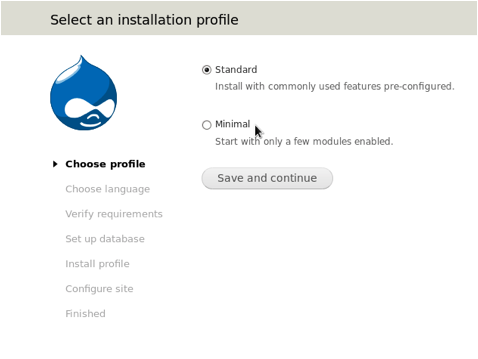 Select an installation profile
Standard
Install with commonly used features pre-configured.
Minimal
Start with only a few modules enabled.
Save and continue
Choose profile
Choose language
Verify requirements
Set up database
Install profile
Configure site
Finished